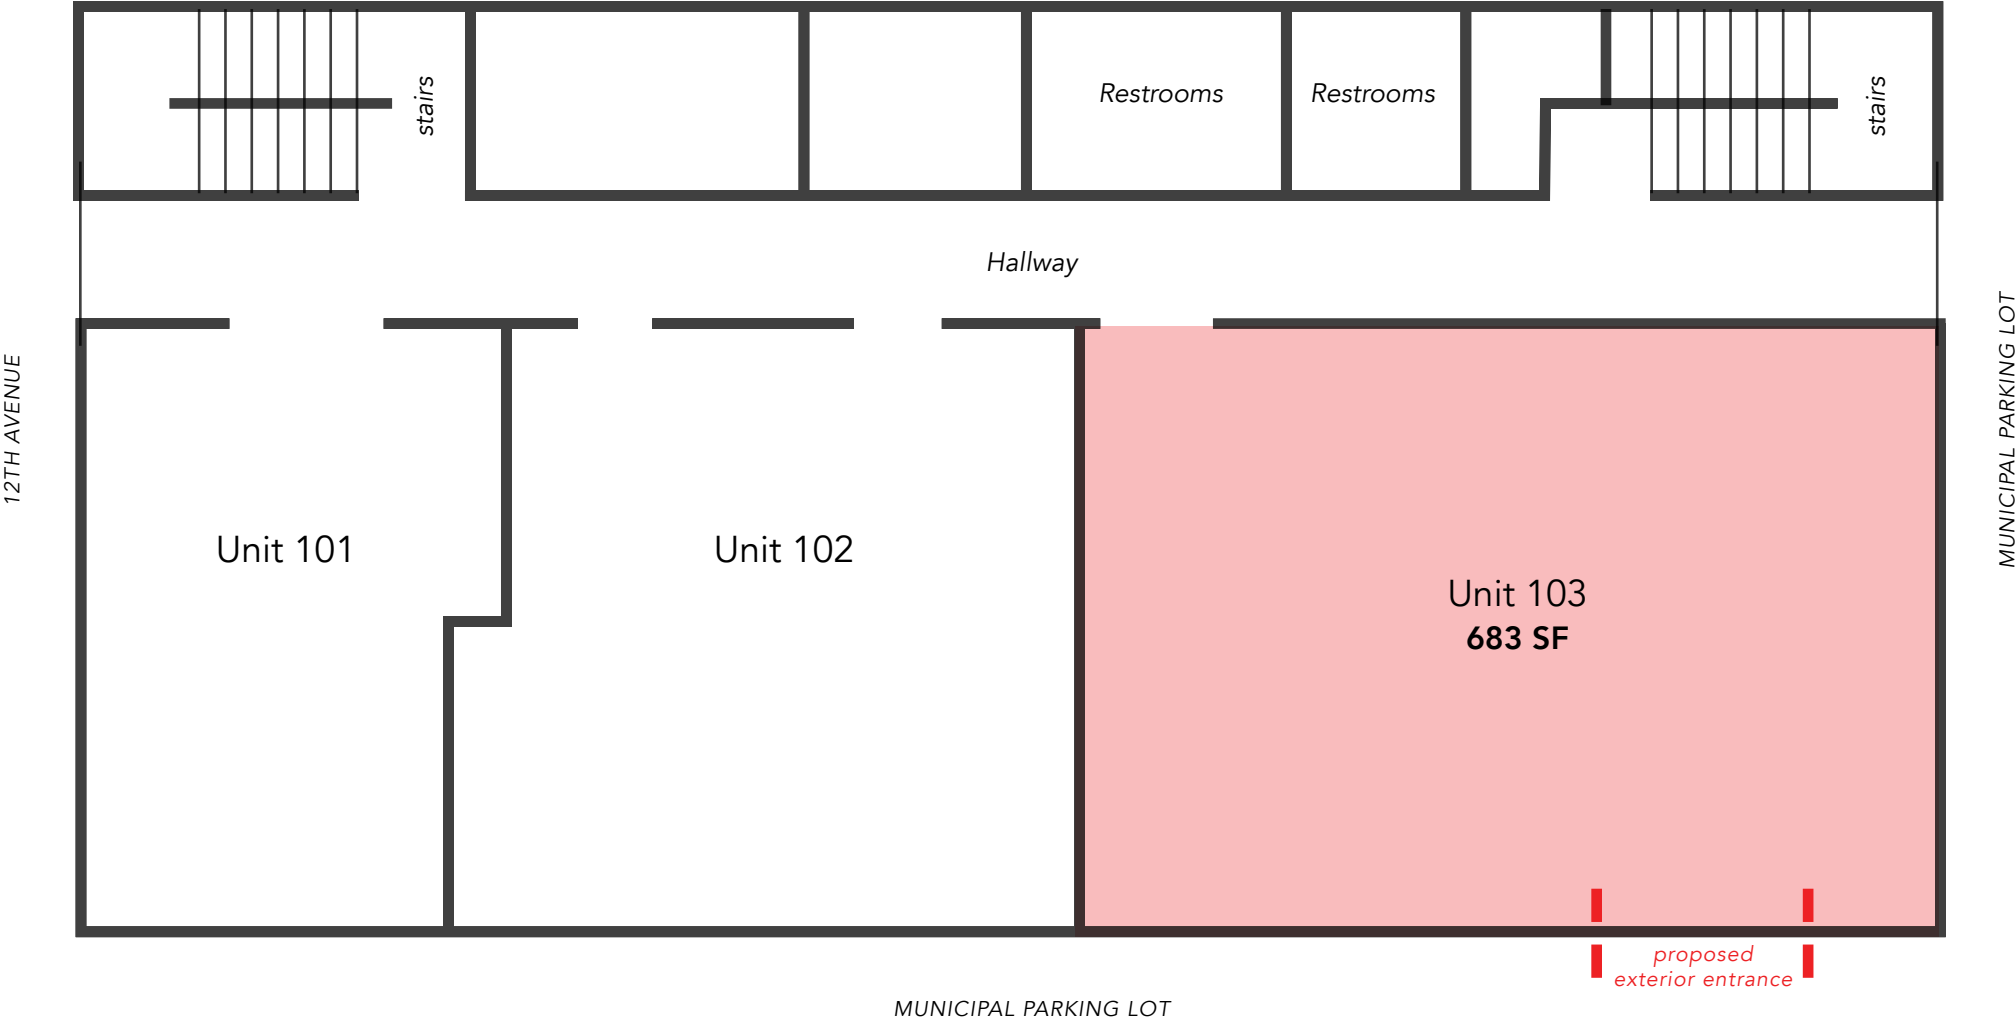 stairs
Restrooms
Restrooms
stairs
Hallway
12TH AVENUE
MUNICIPAL PARKING LOT
Unit 101
Unit 102
Unit 103
683 SF
proposed
exterior entrance
MUNICIPAL PARKING LOT